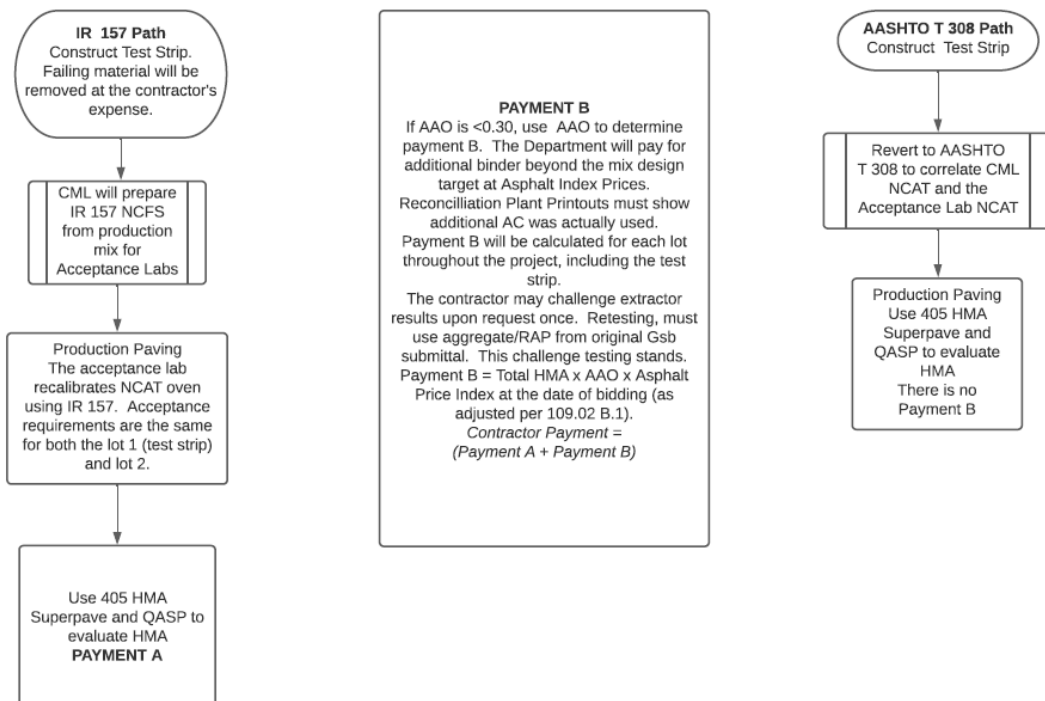 IR 157 Path
Construct Test Strip.
Failing material will be
removed at the contractor's
expense.
CML will prepare
IR 157 NCFS
from production
mix for
Acceptance Labs
Production Paving
The acceptance lab
recalibrates NCAT oven
using IR 157. Acceptance
requirements are the same
for both the lot 1 (test strip)
and lot 2.
Use 405 HMA
Superpave and QASP to
evaluate HMA
PAYMENT A
PAYMENT B
If AAO is <0.30, use AAO to determine
payment B. The Department will pay for
additional binder beyond the mix design
target at Asphalt Index Prices.
Reconcilliation Plant Printouts must show
additional AC was actually used.
Payment B will be calculated for each lot
throughout the project, including the test
strip.
The contractor may challenge extractor
results upon request once. Retesting, must
use aggregate/RAP from original Gsb
submittal. This challenge testing stands.
Payment B = Total HMA x AAO x Asphalt
Price Index at the date of bidding (as
adjusted per 109.02 B.1).
Contractor Payment =
(Payment A + Payment B)
AASHTO T 308 Path
Construct Test Strip
Revert to AASHTO
T 308 to correlate CML
NCAT and the
Acceptance Lab NCAT
Production Paving
Use 405 HMA
Superpave and
QASP to evaluate
HMA
There is no
Payment B